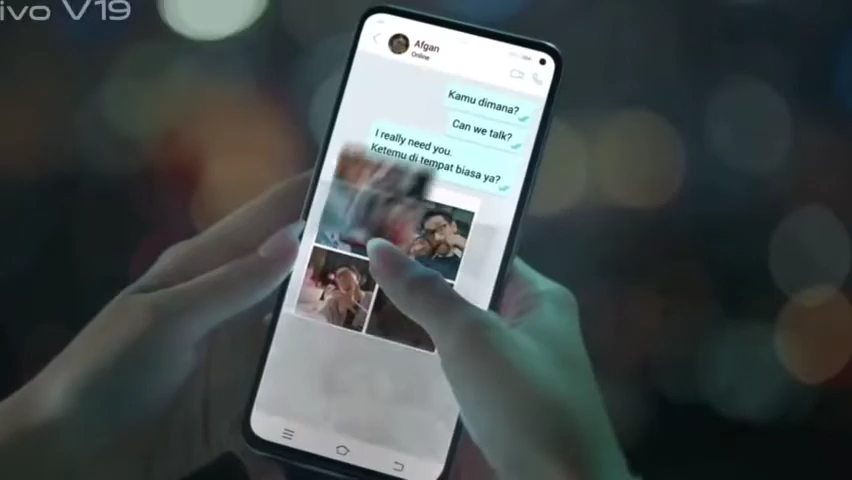 ivo V19
Afgan
Online
Kamu dimana?
Can we talk?
I really need you.
Ketemu di tempat biasa ya?